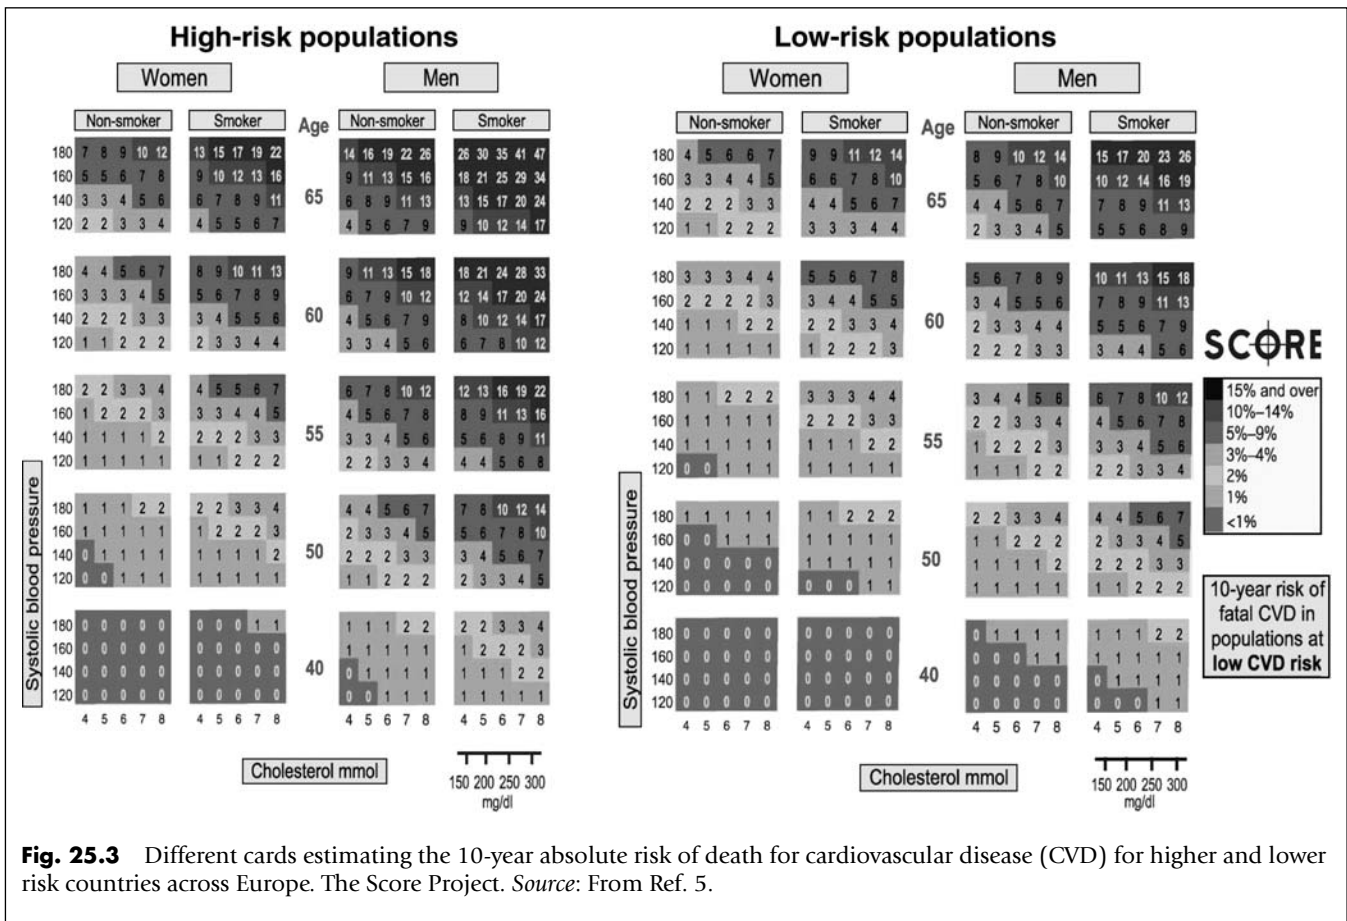 High-risk populations
Low-risk populations
Women
Men
Women
Men
Non-smoker Smoker Age Non-smoker Smoker
Non-smoker Smoker Age Non-smoker Smoker
180 7 8 9 10 12 13 15 17 19 22 14 16 19 22 26 26 30 35 41 47
160 5 5 6 7 8 9 10 12 13 16 9 11 13 15 16 18 21 25 29 34
65
140 3 3 4 5 6 6 7 8 9 11 6 8 9 11 13 13 15 17 20 24
120 2 2 3 3 4 4 5 5 6 7 4 5 6 7 9 9 10 12 14 17
180 4 4 5 6 7 8 9 10 11 13 9 11 13 15 18 18 21 24 28 33
160 3 3 3 4 5 5 6 7 8 9 6 7 9 10 12 12 14 17 20 24
60
140 2 2 2 3 3 3 4 5 5 6 4 5 6 7 9 8 10 12 14 17
120 1 1 2 2 2 2 3 3 4 4 3 3 4 5 6 6 7 8 10 12
180 2 2 3 3 4 4 5 5 6 7 6 7 8 10 12 12 13 16 19 22
160 1 2 2 2 3 3 3 4 4 5 4 5 6 7 8 8 9 11 13 16
55
140 1 1 1 1 2 2 2 2 3 3 3 3 4 5 6 5 6 8 9 11
120 1 1 1 1 1 1 1 2 2 2 2 2 3 3 4 4 4 5 6 8
180 1 1 1 2 2 2 2 3 3 4 4 4 5 6 7 7 8 10 12 14
160 1 1 1 1 1 1 2 2 2 3 2 3 3 4 5 5 6 7 8 10
50
140 0 1 1 1 1 1 1 1 1 2 2 2 2 3 3 3 4 5 6 7
120 0 0 1 1 1 1 1 1 1 1 1 1 2 2 2 2 3 3 4 5
180 0 0 0 0 0 0 0 0 1 1 1 1 1 2 2 2 2 3 3 4
160 0 0 0 0 0 0 0 0 0 0 1 1 1 1 1 1 2 2 2 3
40
140 0 0 0 0 0 0 0 0 0 0 0 1 1 1 1 1 1 1 2 2
120 0 0 0 0 0 0 0 0 0 0 0 0 1 1 1 1 1 1 1 1
4 5 6 7 8 4 5 6 7 8 4 5 6 7 8 4 5 6 7 8
Systolic blood pressure
Cholesterol mmol
150 200 250 300
mg/dl
180 4 5 6 6 7 9 9 11 12 14 8 9 10 12 14 15 17 20 23 26
160 3 3 4 4 5 6 6 7 8 10 5 6 7 8 10 10 12 14 16 19
65
140 2 2 2 3 3 4 4 5 6 7 4 4 5 6 7 7 8 9 11 13
120 1 1 2 2 2 3 3 3 4 4 2 3 3 4 5 5 5 6 8 9
180 3 3 3 4 4 5 5 6 7 8 5 6 7 8 9 10 11 13 15 18
160 2 2 2 2 3 3 4 4 5 5 3 4 5 5 6 7 8 9 11 13
60
140 1 1 1 2 2 2 2 3 3 4 2 3 3 4 4 5 5 6 7 9
120 1 1 1 1 1 1 2 2 2 3 2 2 2 3 3 3 4 4 5 6
180 1 1 2 2 2 3 3 3 4 4 3 4 4 5 6 6 7 8 10 12
160 1 1 1 1 1 2 2 2 3 3 2 2 3 3 4 4 5 6 7 8
55
140 1 1 1 1 1 1 1 1 2 2 1 2 2 2 3 3 3 4 5 6
120 0 0 1 1 1 1 1 1 1 1 1 1 1 2 2 2 2 3 3 4
180 1 1 1 1 1 1 1 2 2 2 2 2 3 3 4 4 4 5 6 7
160 0 0 1 1 1 1 1 1 1 1 1 1 2 2 2 2 3 3 4 5
50
140 0 0 0 0 0 1 1 1 1 1 1 1 1 1 2 2 2 2 3 3
120 0 0 0 0 0 0 0 0 1 1 1 1 1 1 1 1 1 2 2 2
180 0 0 0 0 0 0 0 0 0 0 0 1 1 1 1 1 1 1 2 2
160 0 0 0 0 0 0 0 0 0 0 0 0 0 1 1 1 1 1 1 1
40
140 0 0 0 0 0 0 0 0 0 0 0 0 0 0 0 0 1 1 1 1
120 0 0 0 0 0 0 0 0 0 0 0 0 0 0 0 0 0 0 1 1
4 5 6 7 8 4 5 6 7 8 4 5 6 7 8 4 5 6 7 8
Systolic blood pressure
Cholesterol mmol
150 200 250 300
mg/dl
SCORE
15% and over
10%–14%
5%–9%
3%–4%
2%
1%
<1%
10-year risk of
fatal CVD in
populations at
low CVD risk
Fig. 25.3 Different cards estimating the 10-year absolute risk of death for cardiovascular disease (CVD) for higher and lower
risk countries across Europe. The Score Project. Source: From Ref. 5.